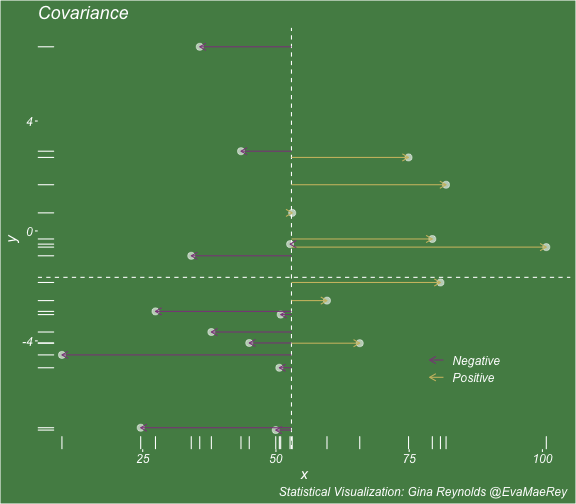 Covariance
4
0
-4
y
Negative
Positive
25
50
75
100
x
Statistical Visualization: Gina Reynolds @EvaMaeRey